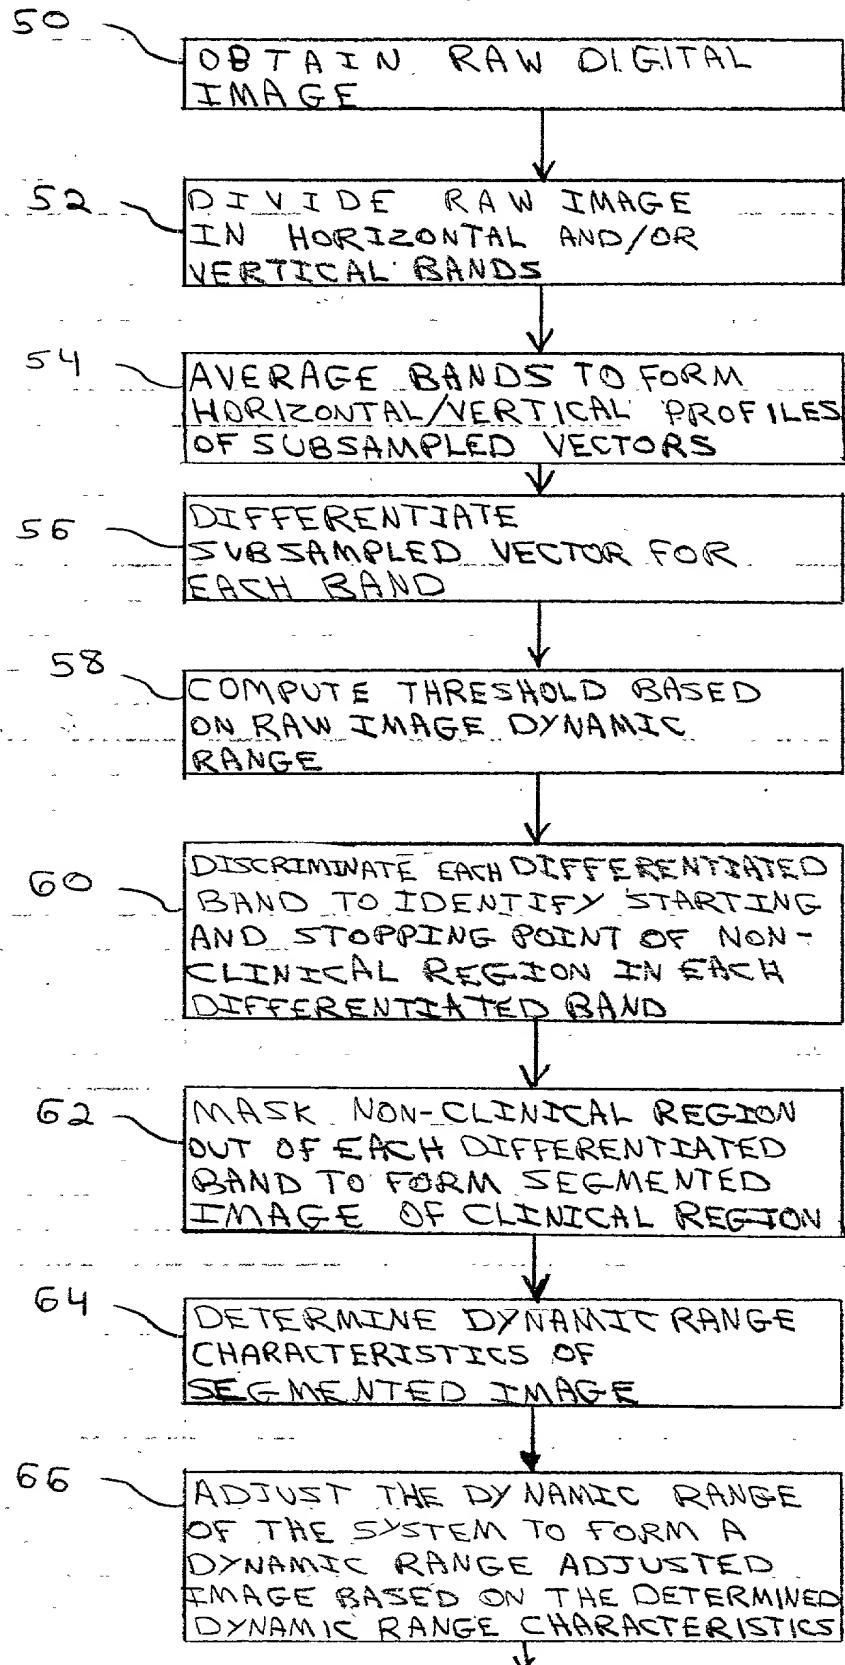 50
OBTAIN RAW DIGITAL
IMAGE
52
DIVIDE RAW IMAGE
IN HORIZONTAL AND/OR
VERTICAL BANDS
54
AVERAGE BANDS TO FORM
HORIZONTAL/VERTICAL PROFILES
OF SUBSAMPLED VECTORS
56
DIFFERENTIATE
SUBSAMPLED VECTOR FOR
EACH BAND
58
COMPUTE THRESHOLD BASED
ON RAW IMAGE DYNAMIC
RANGE
60
DISCRIMINATE EACH DIFFERENTIATED
BAND TO IDENTIFY STARTING
AND STOPPING POINT OF NON-
CLINICAL REGION IN EACH
DIFFERENTIATED BAND
62
MASK NON-CLINICAL REGION
OUT OF EACH DIFFERENTIATED
BAND TO FORM SEGMENTED
IMAGE OF CLINICAL REGION
64
DETERMINE DYNAMIC RANGE
CHARACTERISTICS OF
SEGMENTED IMAGE
66
ADJUST THE DYNAMIC RANGE
OF THE SYSTEM TO FORM A
DYNAMIC RANGE ADJUSTED
IMAGE BASED ON THE DETERMINED
DYNAMIC RANGE CHARACTERISTICS